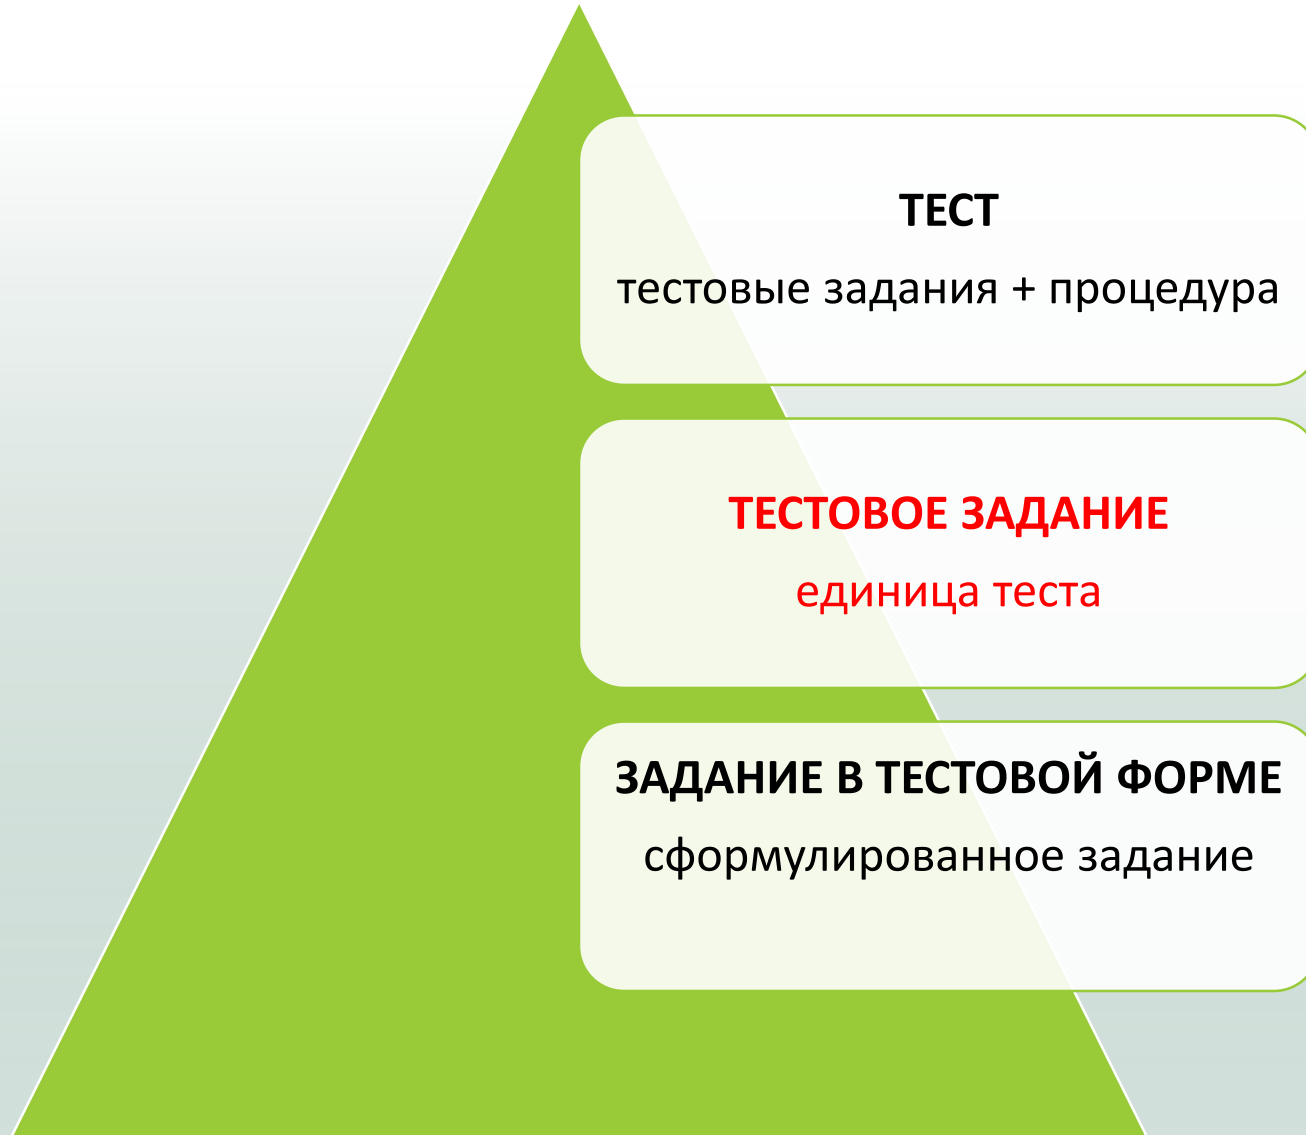 ТЕСТ
тестовые задания + процедура
ТЕСТОВОЕ ЗАДАНИЕ
единица теста
ЗАДАНИЕ В ТЕСТОВОЙ ФОРМЕ
сформулированное задание